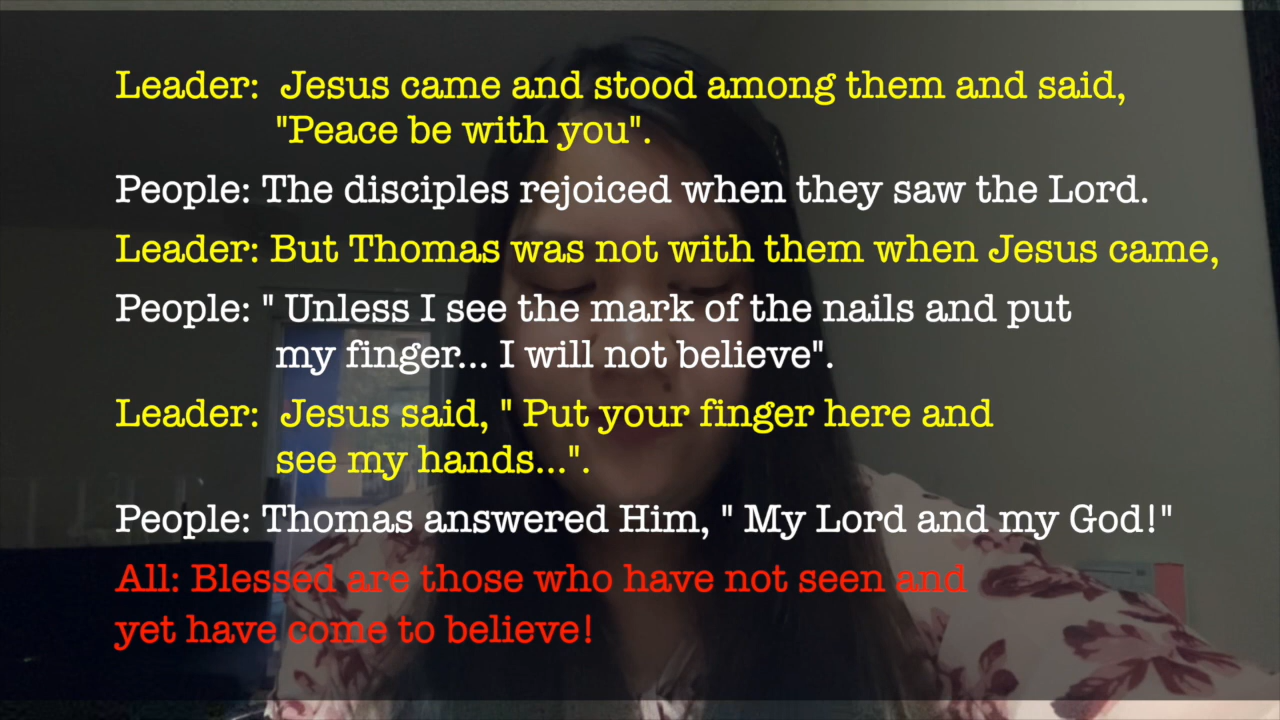 Leader: Jesus came and stood among them and said,
"Peace be with you".
People: The disciples rejoiced when they saw the Lord.
Leader: But Thomas was not with them when Jesus came,
People: " Unless I see the mark of the nails and put
my finger... I will not believe".
Leader: Jesus said, " Put your finger here and
see my hands...".
People: Thomas answered Him, " My Lord and my God!"
All: Blessed are those who have not seen and
yet have come to believe!